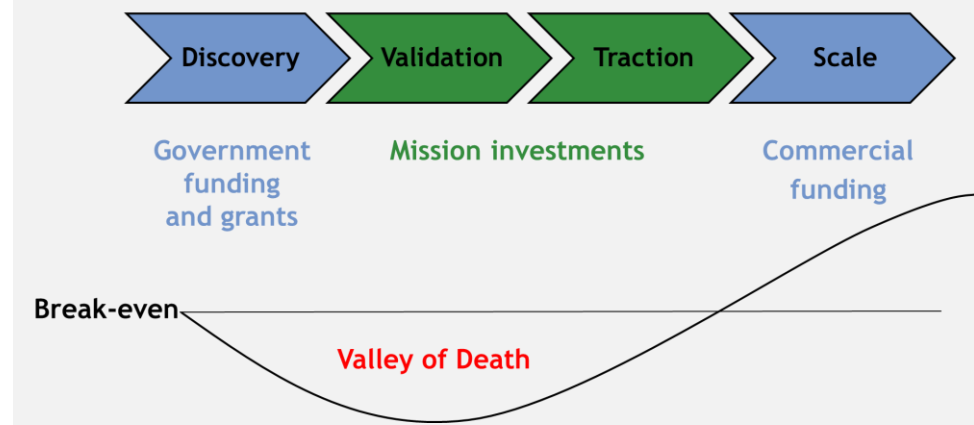 Discovery
Validation
Traction
Scale
Government
funding
and grants
Mission investments
Commercial
funding
Break-even
Valley of Death